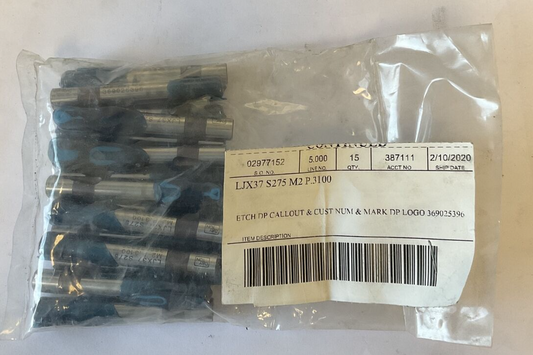 CONTINUED
02977152 5.000 15 387111 2/10/2020
S.O. NO. LINE NO. QTY. ACCT NO SHIP DATE
LJX37 S275 M2 P.3100
ETCH DP CALLOUT & CUST NUM & MARK DP LOGO 369025396
ITEM DESCRIPTION